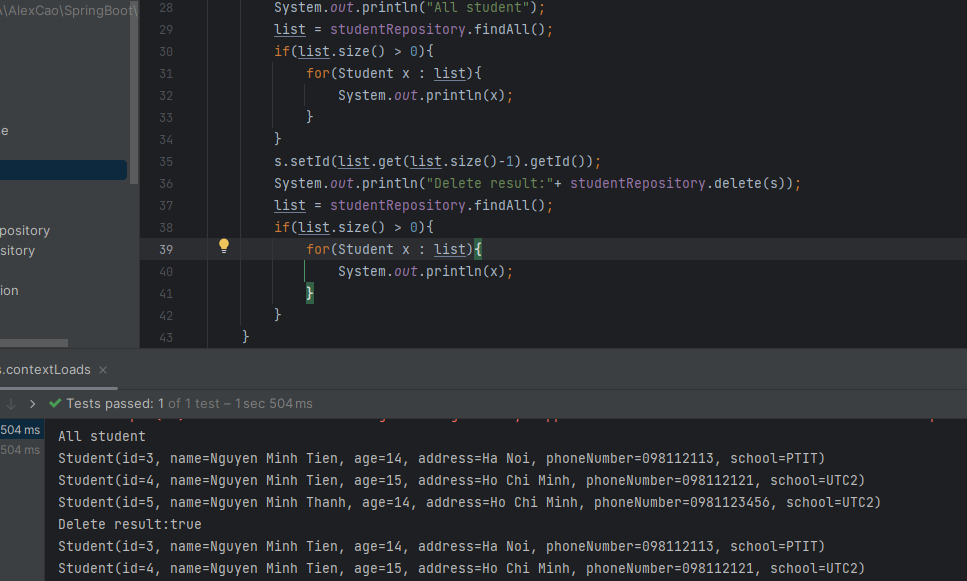 \AlexCao\SpringBoot\
28 System.out.println("All student");
29 list = studentRepository.findAll();
30 if(list.size() > 0){
31 for(Student x : list){
32 System.out.println(x);
33 }
34 }
35 s.setId(list.get(list.size()-1).getId());
36 System.out.println("Delete result:"+ studentRepository.delete(s));
37 list = studentRepository.findAll();
38 if(list.size() > 0){
39 for(Student x : list){
40 System.out.println(x);
41 }
42 }
43 }
e
pository
sitory
ion
s.contextLoads ×
Tests passed: 1 of 1 test – 1 sec 504 ms
504 ms
504 ms
All student
Student(id=3, name=Nguyen Minh Tien, age=14, address=Ha Noi, phoneNumber=098112113, school=PTIT)
Student(id=4, name=Nguyen Minh Tien, age=15, address=Ho Chi Minh, phoneNumber=098112121, school=UTC2)
Student(id=5, name=Nguyen Minh Thanh, age=14, address=Ho Chi Minh, phoneNumber=0981123456, school=UTC2)
Delete result:true
Student(id=3, name=Nguyen Minh Tien, age=14, address=Ha Noi, phoneNumber=098112113, school=PTIT)
Student(id=4, name=Nguyen Minh Tien, age=15, address=Ho Chi Minh, phoneNumber=098112121, school=UTC2)